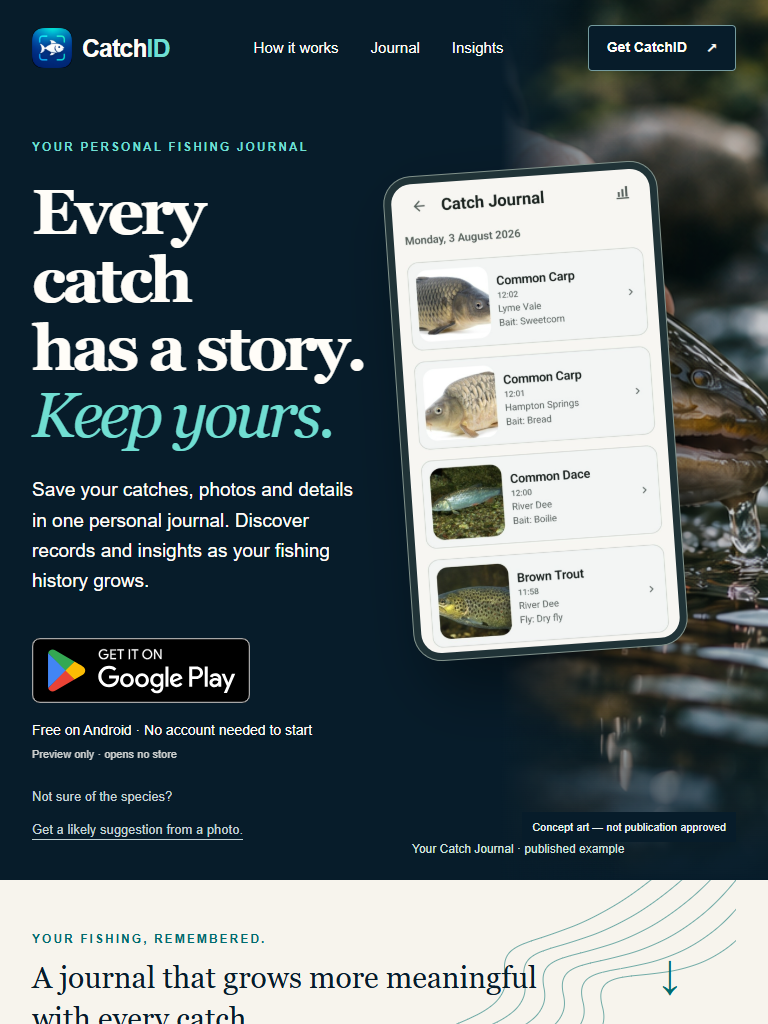 CatchID
How it works
Journal
Insights
Get CatchID ↗
YOUR PERSONAL FISHING JOURNAL
Every
catch
has a story.
Keep yours.
Save your catches, photos and details
in one personal journal. Discover
records and insights as your fishing
history grows.
GET IT ON
Google Play
Free on Android · No account needed to start
Preview only · opens no store
Not sure of the species?
Get a likely suggestion from a photo.
Catch Journal
Monday, 3 August 2026
Common Carp
12:02
Lyme Vale
Bait: Sweetcorn
Common Carp
12:01
Hampton Springs
Bait: Bread
Common Dace
12:00
River Dee
Bait: Boilie
Brown Trout
11:58
River Dee
Fly: Dry fly
Concept art — not publication approved
Your Catch Journal · published example
YOUR FISHING, REMEMBERED.
A journal that grows more meaningful
with every catch